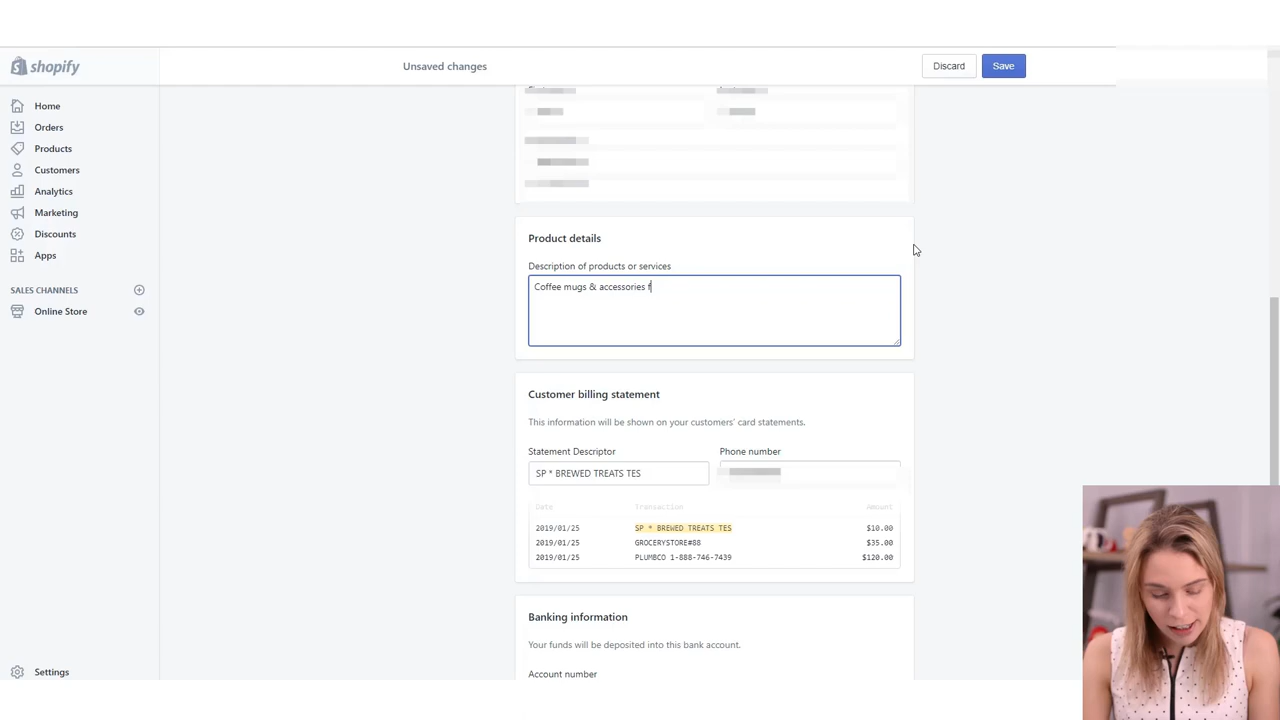 shopify
Unsaved changes
Discard
Save
Home
Orders
Products
Customers
Analytics
Marketing
Discounts
Apps
SALES CHANNELS
Online Store
Settings
Product details
Description of products or services
Coffee mugs & accessories f
Customer billing statement
This information will be shown on your customers' card statements.
Statement Descriptor Phone number
SP * BREWED TREATS TES
Date Transaction Amount
2019/01/25 SP * BREWED TREATS TES $10.00
2019/01/25 GROCERYSTORE#88 $35.00
2019/01/25 PLUMBCO 1-888-746-7439 $120.00
Banking information
Your funds will be deposited into this bank account.
Account number